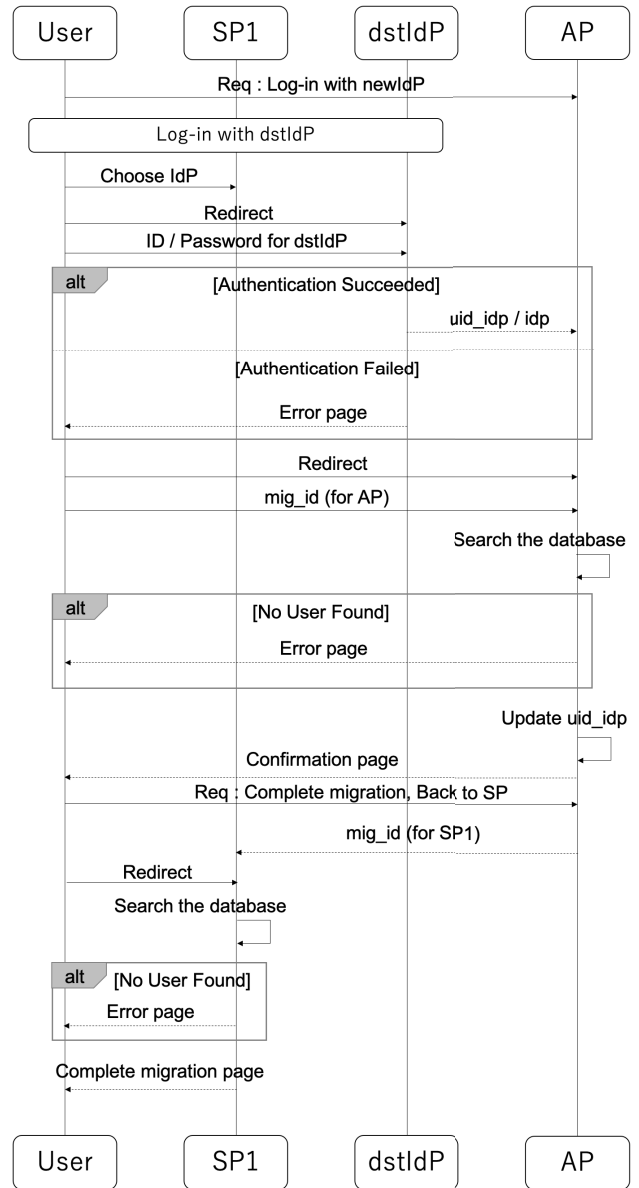 User SP1 dstIdP AP
Req : Log-in with newIdP
Log-in with dstIdP
Choose IdP
Redirect
ID / Password for dstIdP
alt [Authentication Succeeded]
uid_idp / idp
[Authentication Failed]
Error page
Redirect
mig_id (for AP)
Search the database
alt [No User Found]
Error page
Update uid_idp
Confirmation page
Req : Complete migration, Back to SP
mig_id (for SP1)
Redirect
Search the database
alt [No User Found]
Error page
Complete migration page
User SP1 dstIdP AP